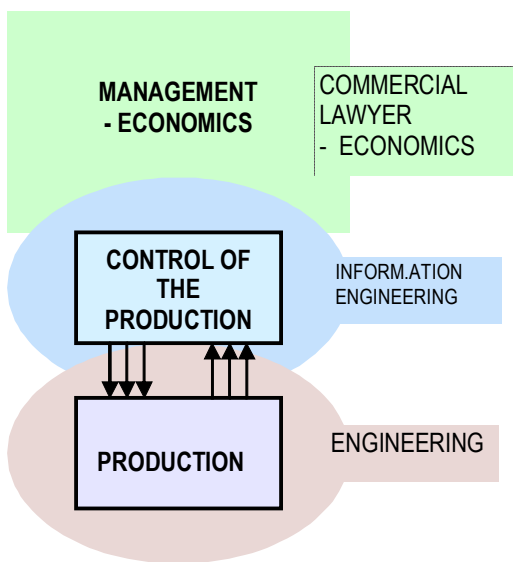 MANAGEMENT
- ECONOMICS
COMMERCIAL
LAWYER
- ECONOMICS
CONTROL OF
THE
PRODUCTION
INFORM.ATION
ENGINEERING
PRODUCTION
ENGINEERING